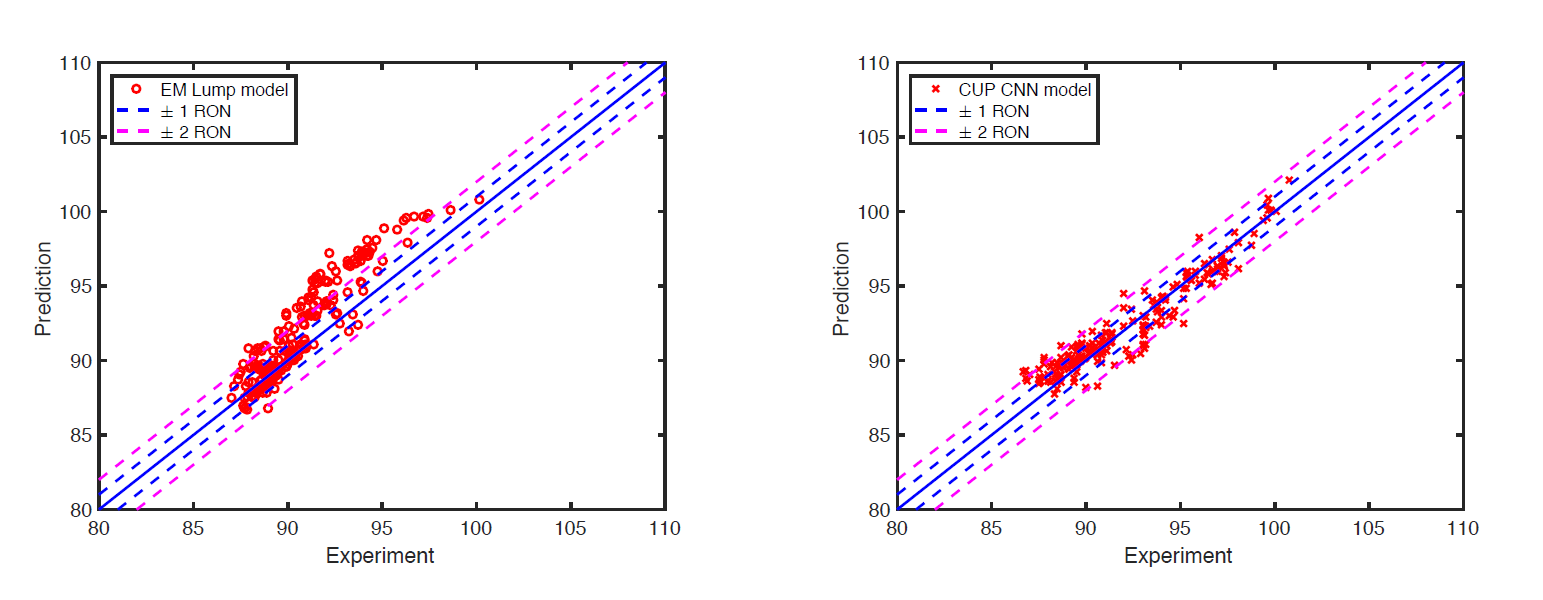 110
105
100
95
90
85
80
Prediction
EM Lump model
± 1 RON
± 2 RON
80 85 90 95 100 105 110
Experiment
110
105
100
95
90
85
80
Prediction
CUP CNN model
± 1 RON
± 2 RON
80 85 90 95 100 105 110
Experiment